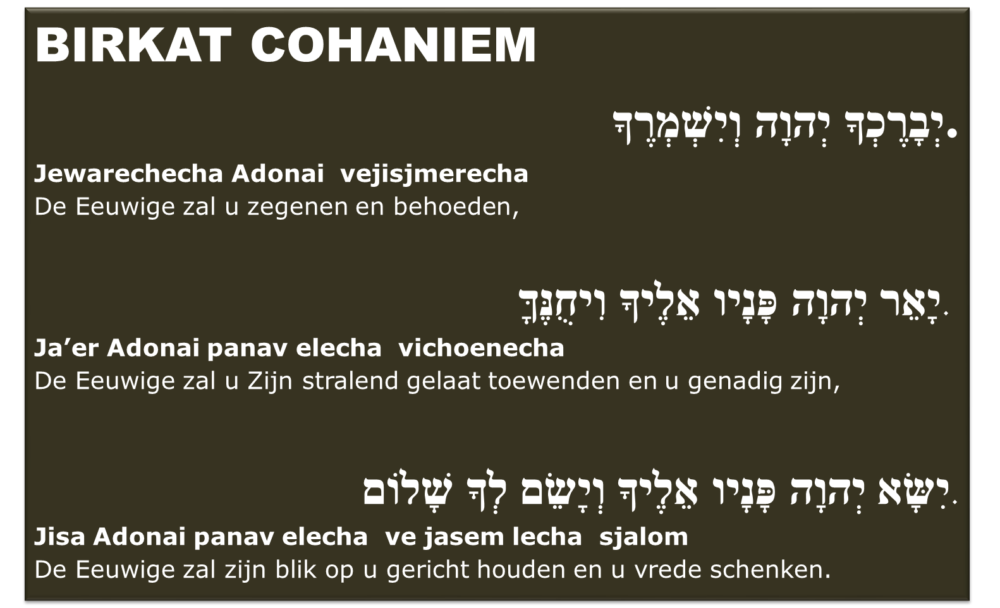 BIRKAT COHANIEM
יְבָרֶכְךָ יְהוָה וְיִשְׁמְרֶךָ.
Jewarechecha Adonai  vejisjmerecha
De Eeuwige zal u zegenen en behoeden,
יָאֵר יְהוָה פָּנָיו אֵלֶיךָ וִיחֻנֶּךָּ.
Ja’er Adonai panav elecha  vichoenecha
De Eeuwige zal u Zijn stralend gelaat toewenden en u genadig zijn,
יִשָּׂא יְהוָה פָּנָיו אֵלֶיךָ וְיָשֵׂם לְךָ שָׁלוֹם.
Jisa Adonai panav elecha  ve jasem lecha  sjalom
De Eeuwige zal zijn blik op u gericht houden en u vrede schenken.